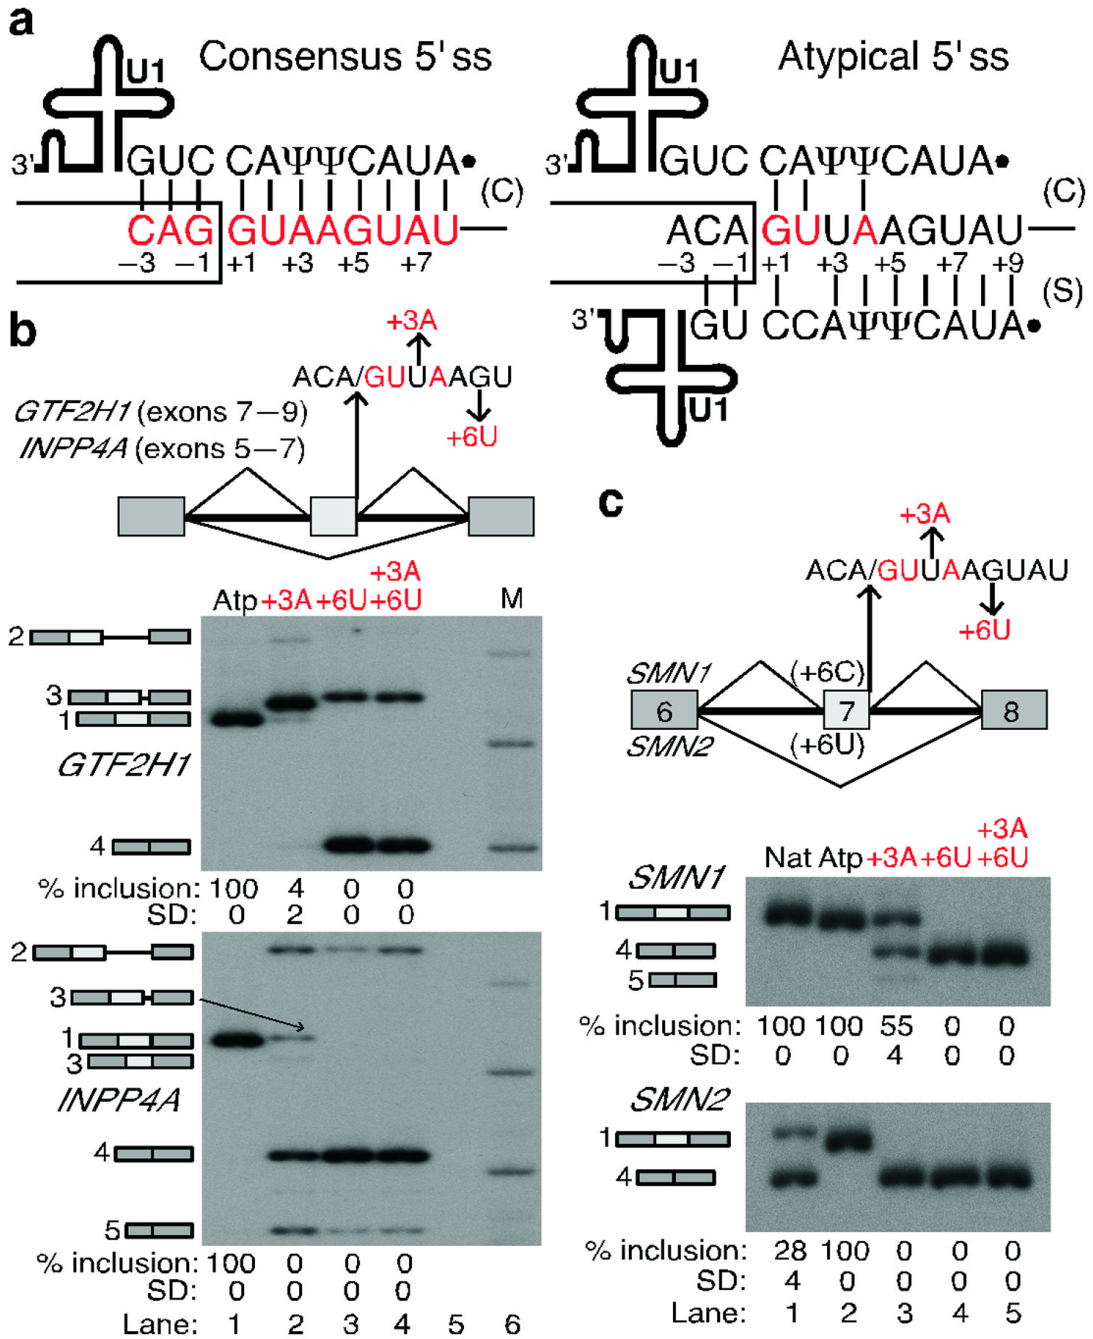 a
Consensus 5' ss
U1
3'
GUC CAΨΨCAUA
(C)
CAG GUAAGUAU
−3 −1 +1 +3 +5 +7
Atypical 5' ss
U1
3'
GUC CAΨΨCAUA
(C)
ACA GUUAAGUAU
−3 −1 +1 +3 +5 +7 +9
(S)
3'
GU CCAΨΨCAUA
U1
b
+3A
ACA/GUUAAGU
+6U
GTF2H1 (exons 7−9)
INPP4A (exons 5−7)
+3A
Atp +3A +6U +6U M
2
3
1
GTF2H1
4
% inclusion: 100 4 0 0
SD: 0 2 0 0
2
3
1
3
INPP4A
4
5
% inclusion: 100 0 0 0
SD: 0 0 0 0
Lane: 1 2 3 4 5 6
c
+3A
ACA/GUUAAGUAU
+6U
SMN1 (+6C)
6 7 8
SMN2 (+6U)
+3A
Nat Atp +3A +6U +6U
SMN1
1
4
5
% inclusion: 100 100 55 0 0
SD: 0 0 4 0 0
SMN2
1
4
% inclusion: 28 100 0 0 0
SD: 4 0 0 0 0
Lane: 1 2 3 4 5